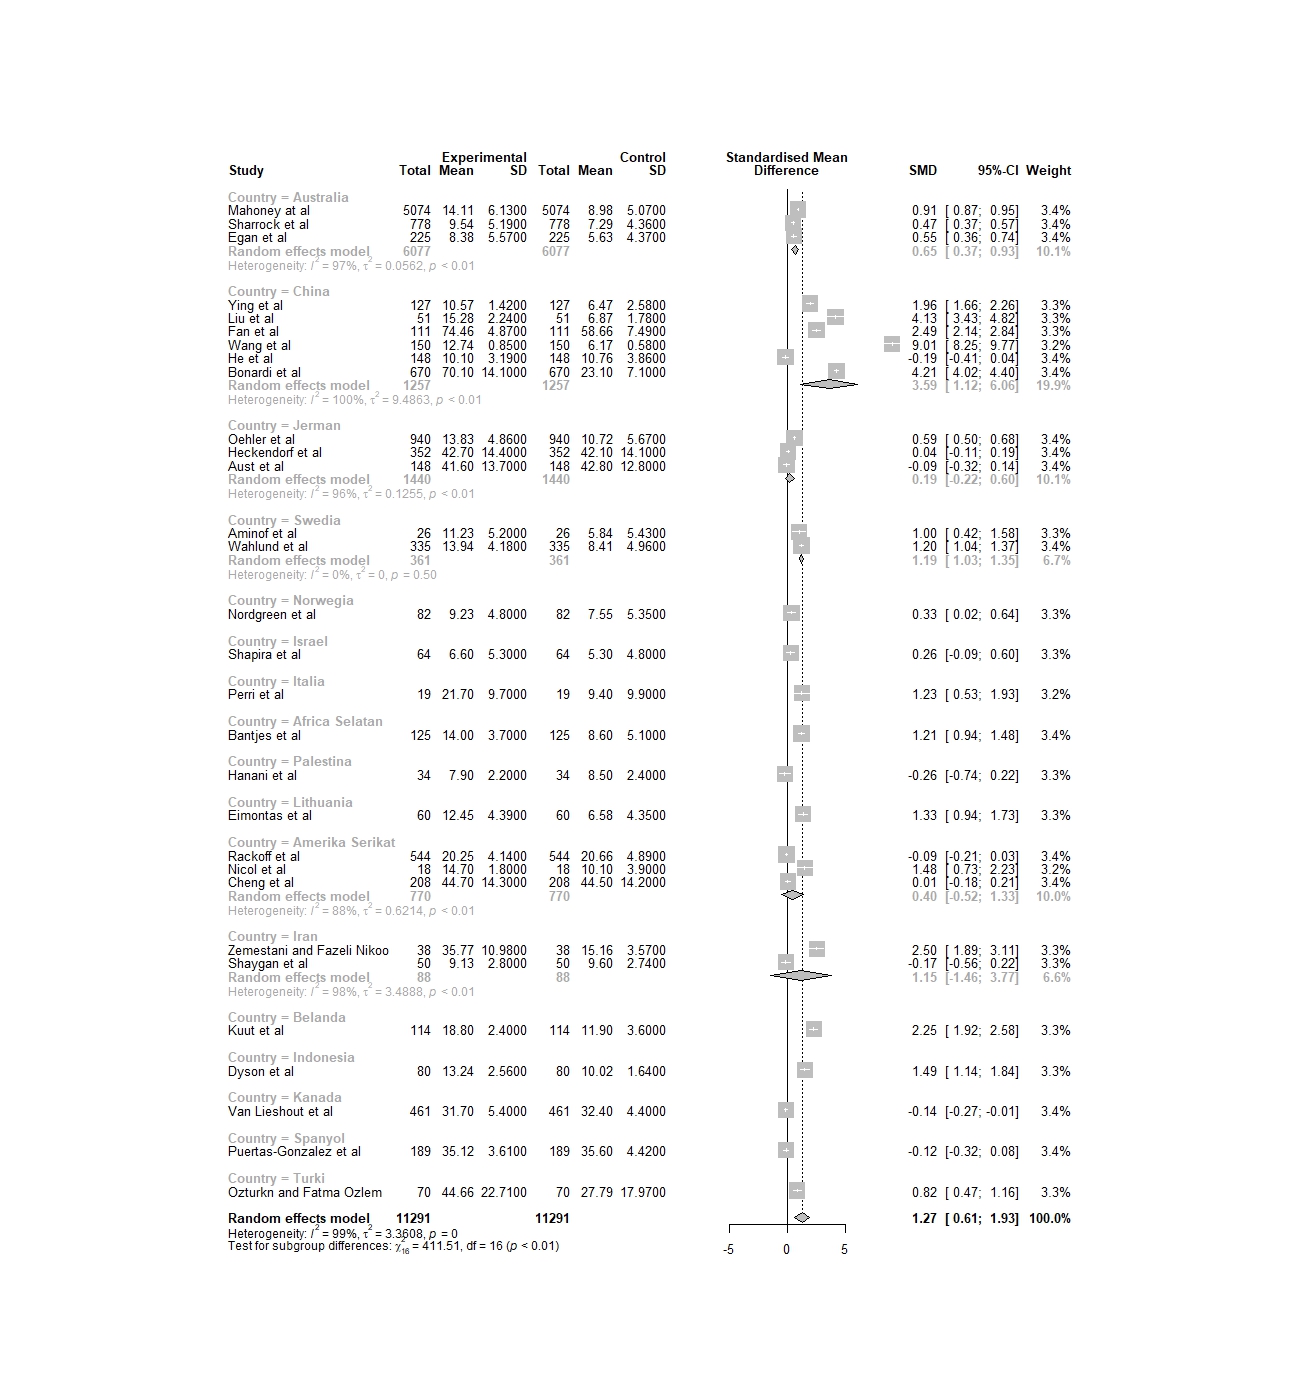 Experimental Control Standardised Mean
Study Total Mean SD Total Mean SD Difference SMD 95%-CI Weight
Country = Australia
Mahoney at al 5074 14.11 6.1300 5074 8.98 5.0700 0.91 [ 0.87; 0.95] 3.4%
Sharrock et al 778 9.54 5.1900 778 7.29 4.3600 0.47 [ 0.37; 0.57] 3.4%
Egan et al 225 8.38 5.5700 225 5.63 4.3700 0.55 [ 0.36; 0.74] 3.4%
Random effects model 6077 6077 0.65 [ 0.37; 0.93] 10.1%
Heterogeneity: I² = 97%, τ² = 0.0562, p < 0.01
Country = China
Ying et al 127 10.57 1.4200 127 6.47 2.5800 1.96 [ 1.66; 2.26] 3.3%
Liu et al 51 15.28 2.2400 51 6.87 1.7800 4.13 [ 3.43; 4.82] 3.3%
Fan et al 111 74.46 4.8700 111 58.66 7.4900 2.49 [ 2.14; 2.84] 3.3%
Wang et al 150 12.74 0.8500 150 6.17 0.5800 9.01 [ 8.25; 9.77] 3.2%
He et al 148 10.10 3.1900 148 10.76 3.8600 -0.19 [-0.41; 0.04] 3.4%
Bonardi et al 670 70.10 14.1000 670 23.10 7.1000 4.21 [ 4.02; 4.40] 3.4%
Random effects model 1257 1257 3.59 [ 1.12; 6.06] 19.9%
Heterogeneity: I² = 100%, τ² = 9.4863, p < 0.01
Country = Jerman
Oehler et al 940 13.83 4.8600 940 10.72 5.6700 0.59 [ 0.50; 0.68] 3.4%
Heckendorf et al 352 42.70 14.4000 352 42.10 14.1000 0.04 [-0.11; 0.19] 3.4%
Aust et al 148 41.60 13.7000 148 42.80 12.8000 -0.09 [-0.32; 0.14] 3.4%
Random effects model 1440 1440 0.19 [-0.22; 0.60] 10.1%
Heterogeneity: I² = 96%, τ² = 0.1255, p < 0.01
Country = Swedia
Aminof et al 26 11.23 5.2000 26 5.84 5.4300 1.00 [ 0.42; 1.58] 3.3%
Wahlund et al 335 13.94 4.1800 335 8.41 4.9600 1.20 [ 1.04; 1.37] 3.4%
Random effects model 361 361 1.19 [ 1.03; 1.35] 6.7%
Heterogeneity: I² = 0%, τ² = 0, p = 0.50
Country = Norwegia
Nordgreen et al 82 9.23 4.8000 82 7.55 5.3500 0.33 [ 0.02; 0.64] 3.3%
Country = Israel
Shapira et al 64 6.60 5.3000 64 5.30 4.8000 0.26 [-0.09; 0.60] 3.3%
Country = Italia
Perri et al 19 21.70 9.7000 19 9.40 9.9000 1.23 [ 0.53; 1.93] 3.2%
Country = Africa Selatan
Bantjes et al 125 14.00 3.7000 125 8.60 5.1000 1.21 [ 0.94; 1.48] 3.4%
Country = Palestina
Hanani et al 34 7.90 2.2000 34 8.50 2.4000 -0.26 [-0.74; 0.22] 3.3%
Country = Lithuania
Eimontas et al 60 12.45 4.3900 60 6.58 4.3500 1.33 [ 0.94; 1.73] 3.3%
Country = Amerika Serikat
Rackoff et al 544 20.25 4.1400 544 20.66 4.8900 -0.09 [-0.21; 0.03] 3.4%
Nicol et al 18 14.70 1.8000 18 10.10 3.9000 1.48 [ 0.73; 2.23] 3.2%
Cheng et al 208 44.70 14.3000 208 44.50 14.2000 0.01 [-0.18; 0.21] 3.4%
Random effects model 770 770 0.40 [-0.52; 1.33] 10.0%
Heterogeneity: I² = 88%, τ² = 0.6214, p < 0.01
Country = Iran
Zemestani and Fazeli Nikoo 38 35.77 10.9800 38 15.16 3.5700 2.50 [ 1.89; 3.11] 3.3%
Shaygan et al 50 9.13 2.8000 50 9.60 2.7400 -0.17 [-0.56; 0.22] 3.3%
Random effects model 88 88 1.15 [-1.46; 3.77] 6.6%
Heterogeneity: I² = 98%, τ² = 3.4888, p < 0.01
Country = Belanda
Kuut et al 114 18.80 2.4000 114 11.90 3.6000 2.25 [ 1.92; 2.58] 3.3%
Country = Indonesia
Dyson et al 80 13.24 2.5600 80 10.02 1.6400 1.49 [ 1.14; 1.84] 3.3%
Country = Kanada
Van Lieshout et al 461 31.70 5.4000 461 32.40 4.4000 -0.14 [-0.27; -0.01] 3.4%
Country = Spanyol
Puertas-Gonzalez et al 189 35.12 3.6100 189 35.60 4.4200 -0.12 [-0.32; 0.08] 3.4%
Country = Turki
Ozturkn and Fatma Ozlem 70 44.66 22.7100 70 27.79 17.9700 0.82 [ 0.47; 1.16] 3.3%
Random effects model 11291 11291 1.27 [ 0.61; 1.93] 100.0%
Heterogeneity: I² = 99%, τ² = 3.3608, p = 0
Test for subgroup differences: χ²₁₆ = 411.51, df = 16 (p < 0.01)
-5 0 5